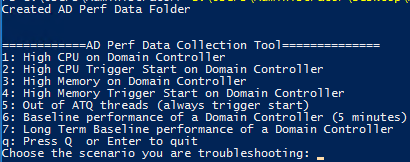 Created AD Perf Data Folder
============AD Perf Data Collection Tool==============
1: High CPU on Domain Controller
2: High CPU Trigger Start on Domain Controller
3: High Memory on Domain Controller
4: High Memory Trigger Start on Domain Controller
5: Out of ATQ threads (always trigger start)
6: Baseline performance of a Domain Controller (5 minutes)
7: Long Term Baseline performance of a Domain Controller
q: Press Q  or Enter to quit
Choose the scenario you are troubleshooting: _